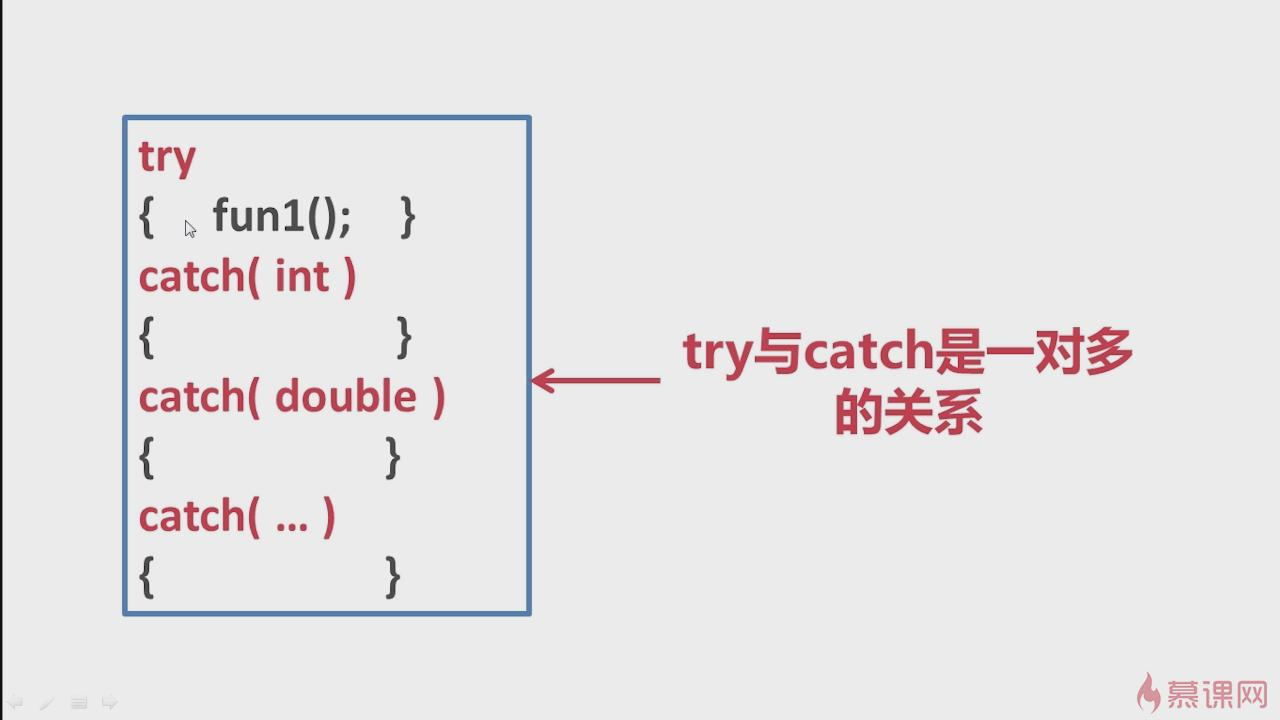 try
{ fun1(); }
catch( int )
{ }
catch( double )
{ }
catch( … )
{ }
try与catch是一对多
的关系
慕课网